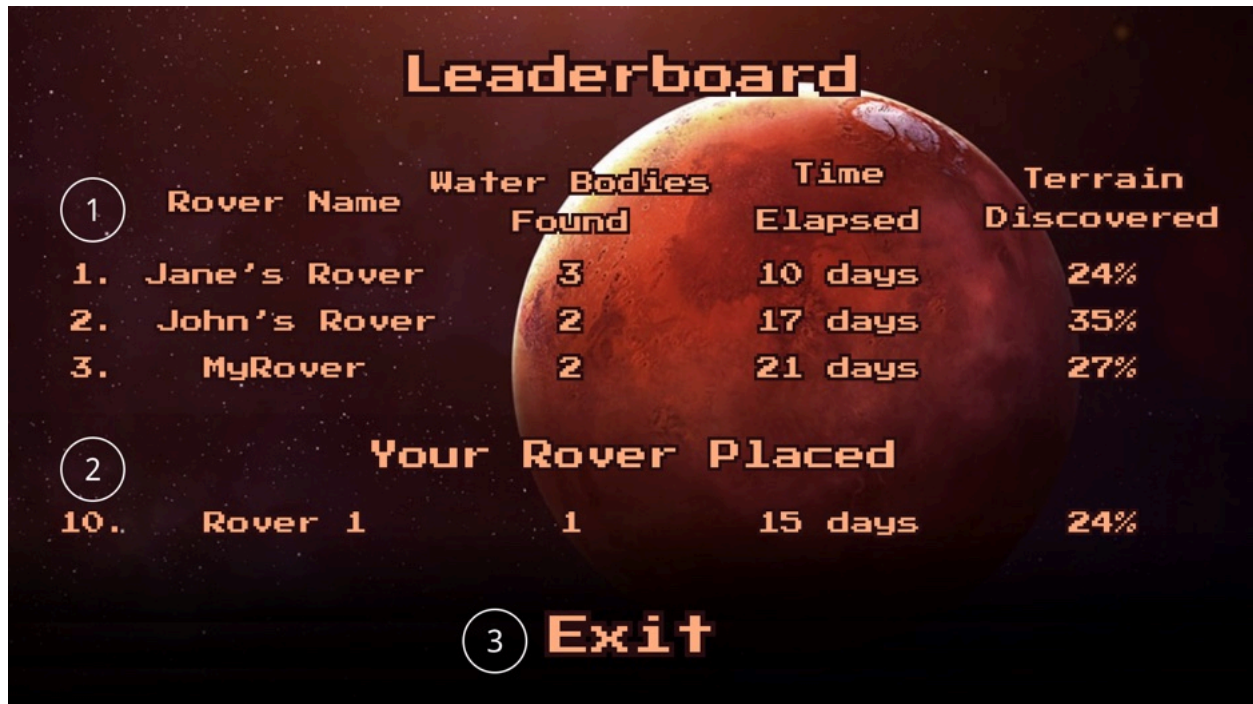 Leaderboard
1 Rover Name Water Bodies Found Time Elapsed Terrain Discovered
1. Jane's Rover 3 10 days 24%
2. John's Rover 2 17 days 35%
3. MyRover 2 21 days 27%
2 Your Rover Placed
10. Rover 1 1 15 days 24%
3 Exit